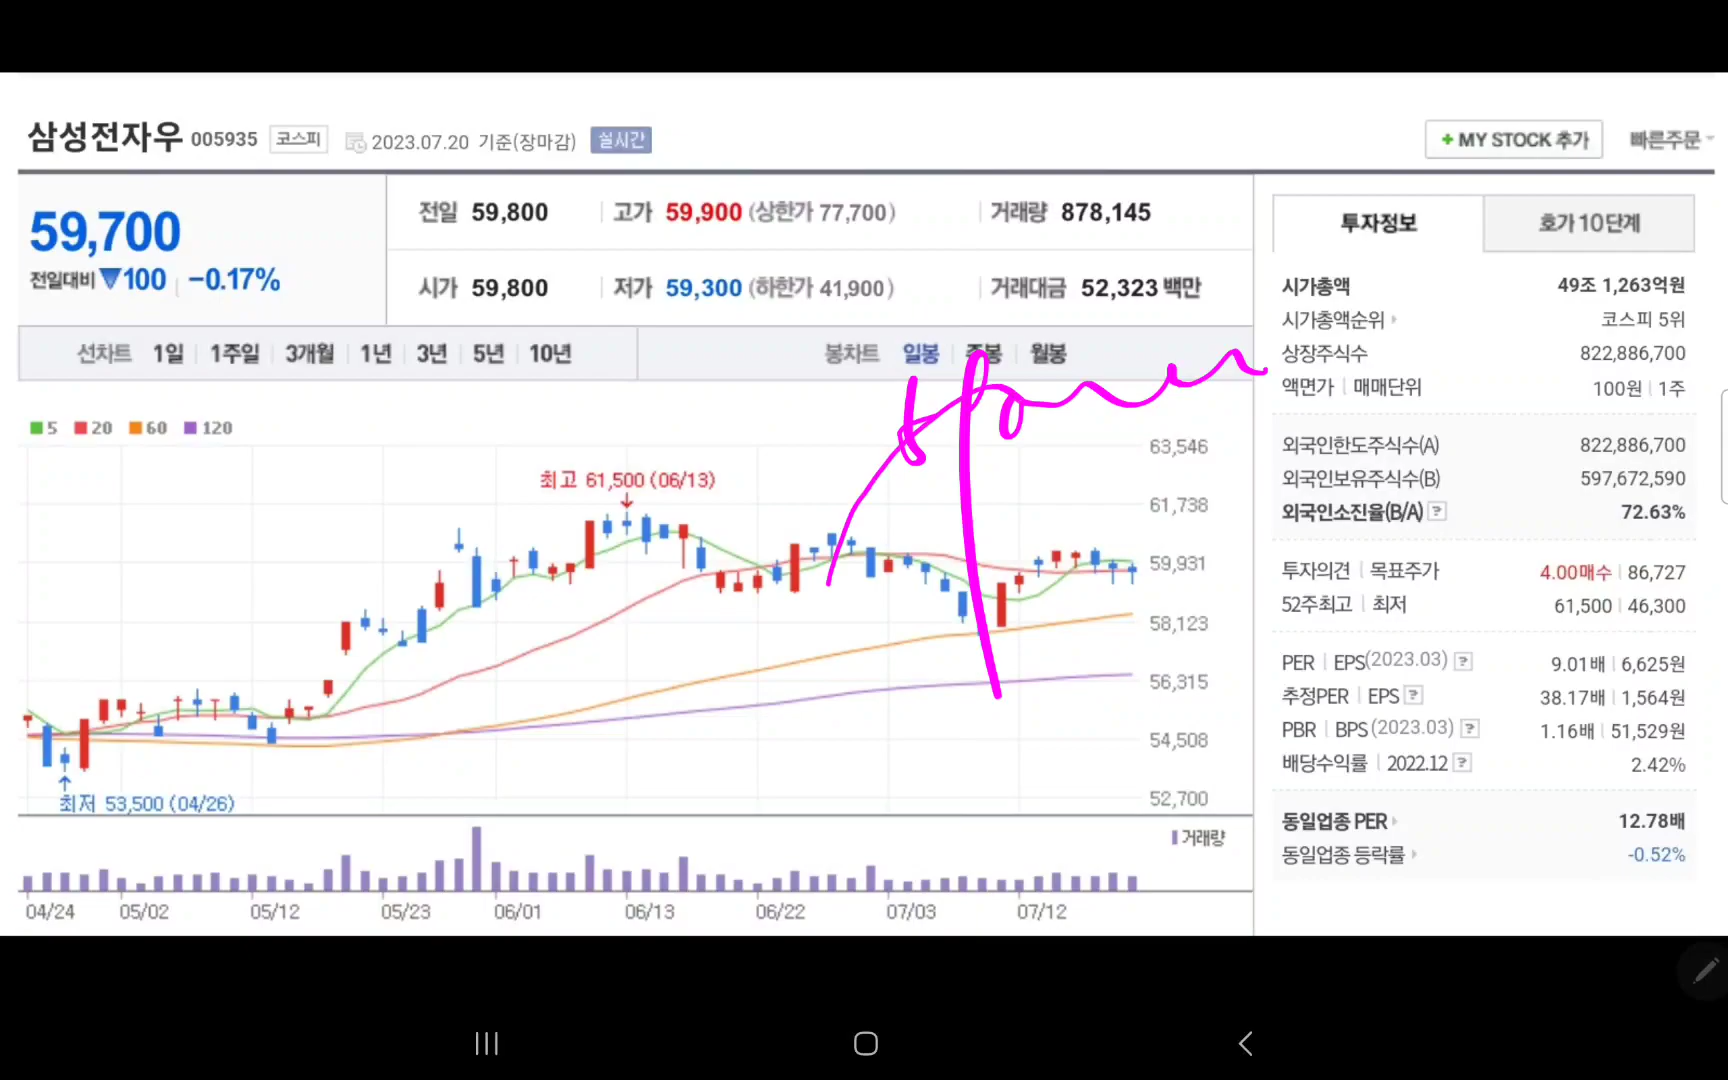 삼성전자우 005935 코스피 2023.07.20 기준(장마감) 실시간 + MY STOCK 추가 빠른주문
59,700
전일대비 ▼100 | -0.17%
전일 59,800 | 고가 59,900 (상한가 77,700) | 거래량 878,145
시가 59,800 | 저가 59,300 (하한가 41,900) | 거래대금 52,323 백만
선차트 1일 1주일 3개월 1년 3년 5년 10년 봉차트 일봉 주봉 월봉
5 20 60 120
최고 61,500 (06/13)
최저 53,500 (04/26)
63,546
61,738
59,931
58,123
56,315
54,508
52,700
거래량
04/24 05/02 05/12 05/23 06/01 06/13 06/22 07/03 07/12
투자정보 호가 10단계
시가총액 49조 1,263억원
시가총액순위 코스피 5위
상장주식수 822,886,700
액면가 | 매매단위 100원 | 1주
외국인한도주식수(A) 822,886,700
외국인보유주식수(B) 597,672,590
외국인소진율(B/A) ? 72.63%
투자의견 | 목표주가 4.00매수 | 86,727
52주최고 | 최저 61,500 | 46,300
PER | EPS(2023.03) ? 9.01배 | 6,625원
추정PER | EPS ? 38.17배 | 1,564원
PBR | BPS (2023.03) ? 1.16배 | 51,529원
배당수익률 | 2022.12 ? 2.42%
동일업종 PER 12.78배
동일업종 등락률 -0.52%